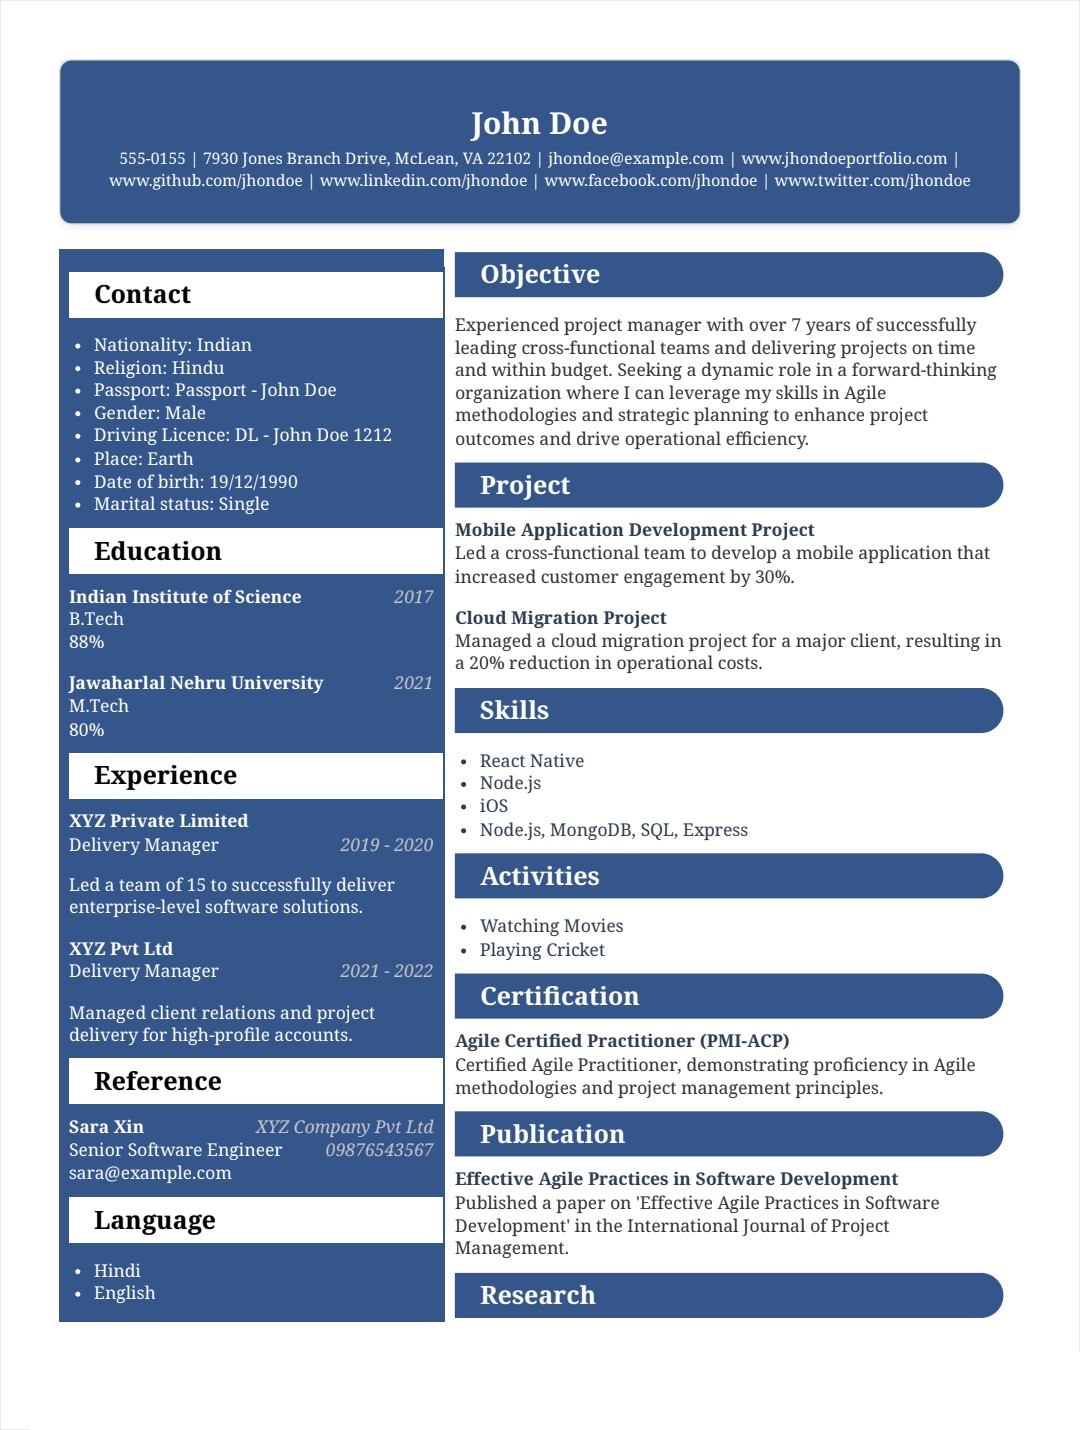 John Doe
555-0155 | 7930 Jones Branch Drive, McLean, VA 22102 | jhondoe@example.com | www.jhondoeportfolio.com |
www.github.com/jhondoe | www.linkedin.com/jhondoe | www.facebook.com/jhondoe | www.twitter.com/jhondoe
Contact
• Nationality: Indian
• Religion: Hindu
• Passport: Passport - John Doe
• Gender: Male
• Driving Licence: DL - John Doe 1212
• Place: Earth
• Date of birth: 19/12/1990
• Marital status: Single
Education
Indian Institute of Science 2017
B.Tech
88%
Jawaharlal Nehru University 2021
M.Tech
80%
Experience
XYZ Private Limited
Delivery Manager 2019 - 2020
Led a team of 15 to successfully deliver
enterprise-level software solutions.
XYZ Pvt Ltd
Delivery Manager 2021 - 2022
Managed client relations and project
delivery for high-profile accounts.
Reference
Sara Xin XYZ Company Pvt Ltd
Senior Software Engineer 09876543567
sara@example.com
Language
• Hindi
• English
Objective
Experienced project manager with over 7 years of successfully
leading cross-functional teams and delivering projects on time
and within budget. Seeking a dynamic role in a forward-thinking
organization where I can leverage my skills in Agile
methodologies and strategic planning to enhance project
outcomes and drive operational efficiency.
Project
Mobile Application Development Project
Led a cross-functional team to develop a mobile application that
increased customer engagement by 30%.
Cloud Migration Project
Managed a cloud migration project for a major client, resulting in
a 20% reduction in operational costs.
Skills
• React Native
• Node.js
• iOS
• Node.js, MongoDB, SQL, Express
Activities
• Watching Movies
• Playing Cricket
Certification
Agile Certified Practitioner (PMI-ACP)
Certified Agile Practitioner, demonstrating proficiency in Agile
methodologies and project management principles.
Publication
Effective Agile Practices in Software Development
Published a paper on 'Effective Agile Practices in Software
Development' in the International Journal of Project
Management.
Research